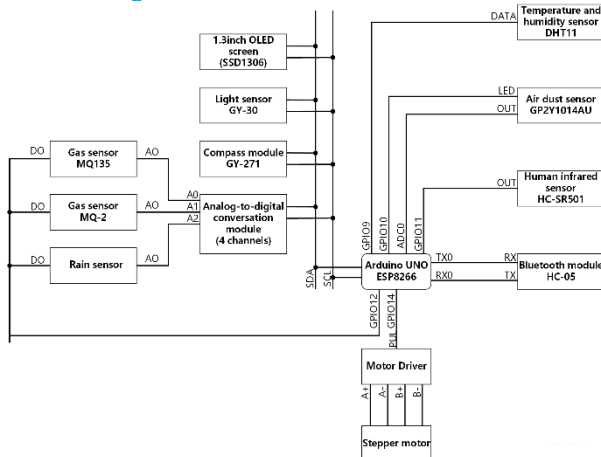 1.3inch OLED
screen
(SSD1306)
Light sensor
GY-30
Compass module
GY-271
Analog-to-digital
conversation
module
(4 channels)
A0
A1
A2
DO
Gas sensor
MQ135
AO
DO
Gas sensor
MQ-2
AO
DO
Rain sensor
AO
SDA
SCL
DATA
Temperature and
humidity sensor
DHT11
LED
OUT
Air dust sensor
GP2Y1014AU
OUT
Human infrared
sensor
HC-SR501
GPIO9
GPIO10
ADC0
GPIO11
Arduino UNO
ESP8266
TX0
RX
RX0
TX
Bluetooth module
HC-05
GPIO12
PUL GPIO14
Motor Driver
A+
A-
B+
B-
Stepper motor